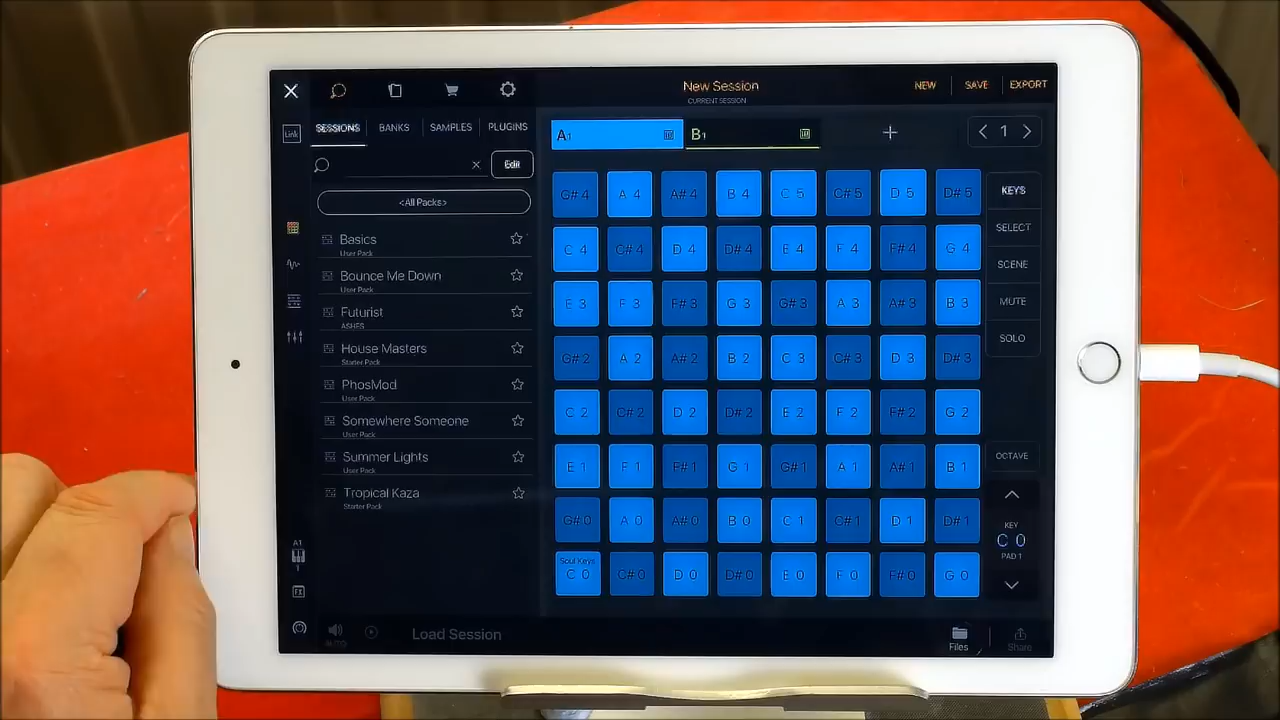 New Session
NEW
SAVE
EXPORT
CURRENT SESSION
Link
SESSIONS
BANKS
SAMPLES
PLUGINS
A1
B1
1
Edit
<All Packs>
Basics
User Pack
Bounce Me Down
User Pack
Futurist
ASHES
House Masters
Starter Pack
PhosMod
User Pack
Somewhere Someone
User Pack
Summer Lights
User Pack
Tropical Kaza
Starter Pack
G# 4 A 4 A# 4 B 4 C 5 C# 5 D 5 D# 5
C 4 C# 4 D 4 D# 4 E 4 F 4 F# 4 G 4
E 3 F 3 F# 3 G 3 G# 3 A 3 A# 3 B 3
G# 2 A 2 A# 2 B 2 C 3 C# 3 D 3 D# 3
C 2 C# 2 D 2 D# 2 E 2 F 2 F# 2 G 2
E 1 F 1 F# 1 G 1 G# 1 A 1 A# 1 B 1
G# 0 A 0 A# 0 B 0 C 1 C# 1 D 1 D# 1
Soul Keys
C 0 C# 0 D 0 D# 0 E 0 F 0 F# 0 G 0
KEYS
SELECT
SCENE
MUTE
SOLO
OCTAVE
KEY
C 0
PAD 1
A1
1
FX
AUTO
Load Session
Files
Share